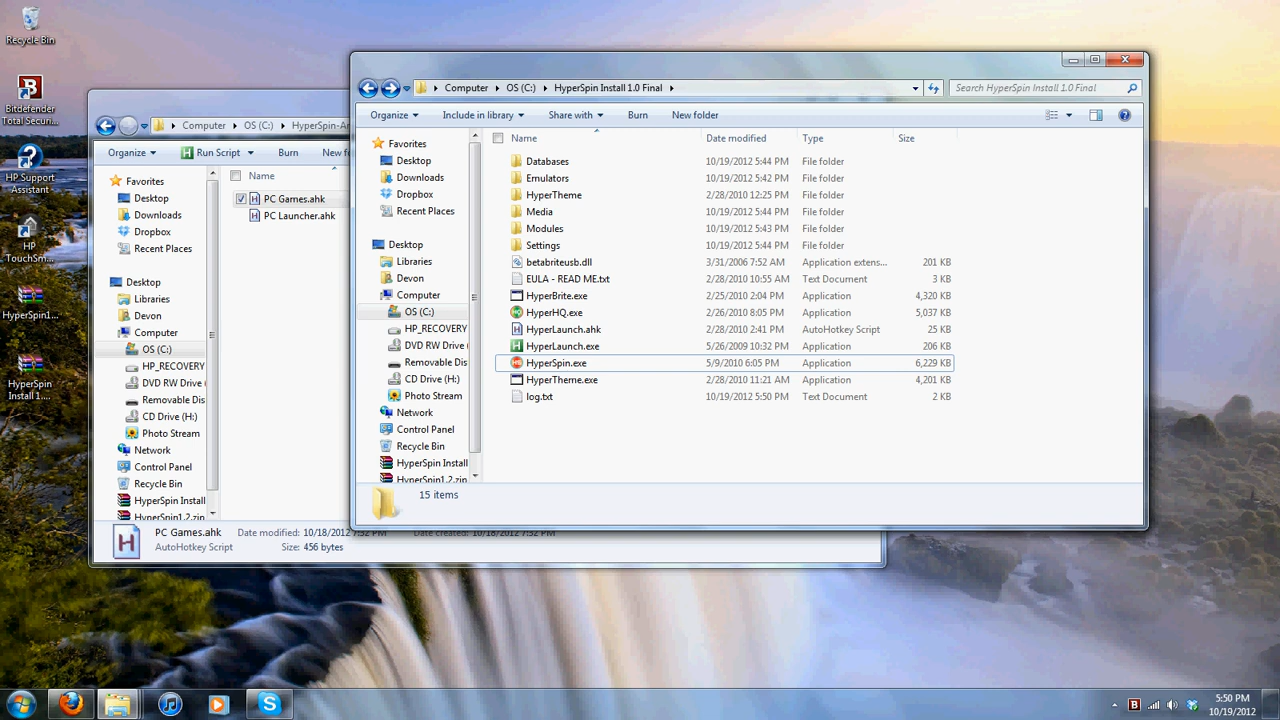 Recycle Bin
Bitdefender
Total Securi...
HP Support
Assistant
HP
TouchSm...
HyperSpin1...
HyperSpin
Install 1....
Computer
OS (C:)
HyperSpin-Ar
Organize
Run Script
Burn
New f
Name
Favorites
Desktop
Downloads
Dropbox
Recent Places
Desktop
Libraries
Devon
Computer
OS (C:)
HP_RECOVERY
DVD RW Drive (
Removable Dis
CD Drive (H:)
Photo Stream
Network
Control Panel
Recycle Bin
HyperSpin Install
HyperSpin1.2.zip
PC Games.ahk
PC Launcher.ahk
PC Games.ahk
Date modified: 10/18/2012 7:52 PM
Date created: 10/18/2012 7:52 PM
AutoHotkey Script
Size: 456 bytes
Computer
OS (C:)
HyperSpin Install 1.0 Final
Search HyperSpin Install 1.0 Final
Organize
Include in library
Share with
Burn
New folder
Favorites
Desktop
Downloads
Dropbox
Recent Places
Desktop
Libraries
Devon
Computer
OS (C:)
HP_RECOVERY
DVD RW Drive
Removable Dis
CD Drive (H:)
Photo Stream
Network
Control Panel
Recycle Bin
HyperSpin Install
HyperSpin1.2.zip
Name Date modified Type Size
Databases 10/19/2012 5:44 PM File folder
Emulators 10/19/2012 5:42 PM File folder
HyperTheme 2/28/2010 12:25 PM File folder
Media 10/19/2012 5:44 PM File folder
Modules 10/19/2012 5:43 PM File folder
Settings 10/19/2012 5:44 PM File folder
betabriteusb.dll 3/31/2006 7:52 AM Application extens... 201 KB
EULA - READ ME.txt 2/28/2010 10:55 AM Text Document 3 KB
HyperBrite.exe 2/25/2010 2:04 PM Application 4,320 KB
HyperHQ.exe 2/26/2010 8:05 PM Application 5,037 KB
HyperLaunch.ahk 2/28/2010 2:41 PM AutoHotkey Script 25 KB
HyperLaunch.exe 5/26/2009 10:32 PM Application 206 KB
HyperSpin.exe 5/9/2010 6:05 PM Application 6,229 KB
HyperTheme.exe 2/28/2010 11:21 AM Application 4,201 KB
log.txt 10/19/2012 5:50 PM Text Document 2 KB
15 items
5:50 PM
10/19/2012